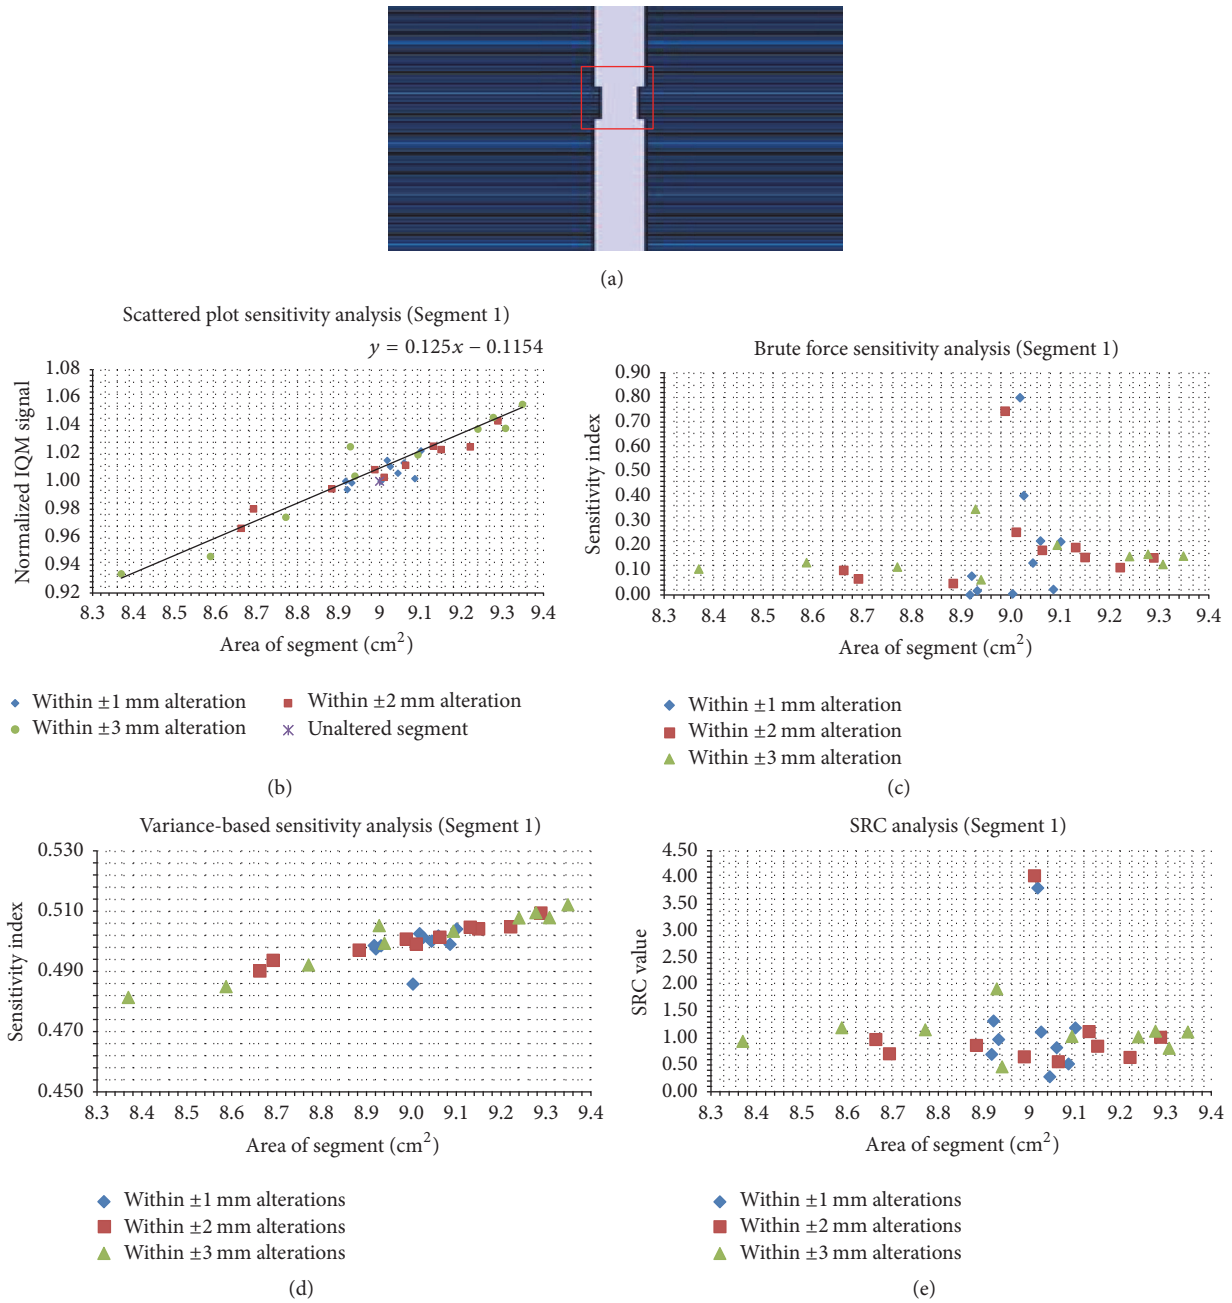 (a)
Scattered plot sensitivity analysis (Segment 1)
y = 0.125x − 0.1154
Normalized IQM signal
1.08
1.06
1.04
1.02
1.00
0.98
0.96
0.94
0.92
8.3 8.4 8.5 8.6 8.7 8.8 8.9 9 9.1 9.2 9.3 9.4
Area of segment (cm²)
Within ±1 mm alteration
Within ±2 mm alteration
Within ±3 mm alteration
Unaltered segment
(b)
Brute force sensitivity analysis (Segment 1)
Sensitivity index
0.90
0.80
0.70
0.60
0.50
0.40
0.30
0.20
0.10
0.00
8.3 8.4 8.5 8.6 8.7 8.8 8.9 9.0 9.1 9.2 9.3 9.4
Area of segment (cm²)
Within ±1 mm alteration
Within ±2 mm alteration
Within ±3 mm alteration
(c)
Variance-based sensitivity analysis (Segment 1)
Sensitivity index
0.530
0.510
0.490
0.470
0.450
8.3 8.4 8.5 8.6 8.7 8.8 8.9 9.0 9.1 9.2 9.3 9.4
Area of segment (cm²)
Within ±1 mm alterations
Within ±2 mm alterations
Within ±3 mm alterations
(d)
SRC analysis (Segment 1)
SRC value
4.50
4.00
3.50
3.00
2.50
2.00
1.50
1.00
0.50
0.00
8.3 8.4 8.5 8.6 8.7 8.8 8.9 9 9.1 9.2 9.3 9.4
Area of segment (cm²)
Within ±1 mm alterations
Within ±2 mm alterations
Within ±3 mm alterations
(e)